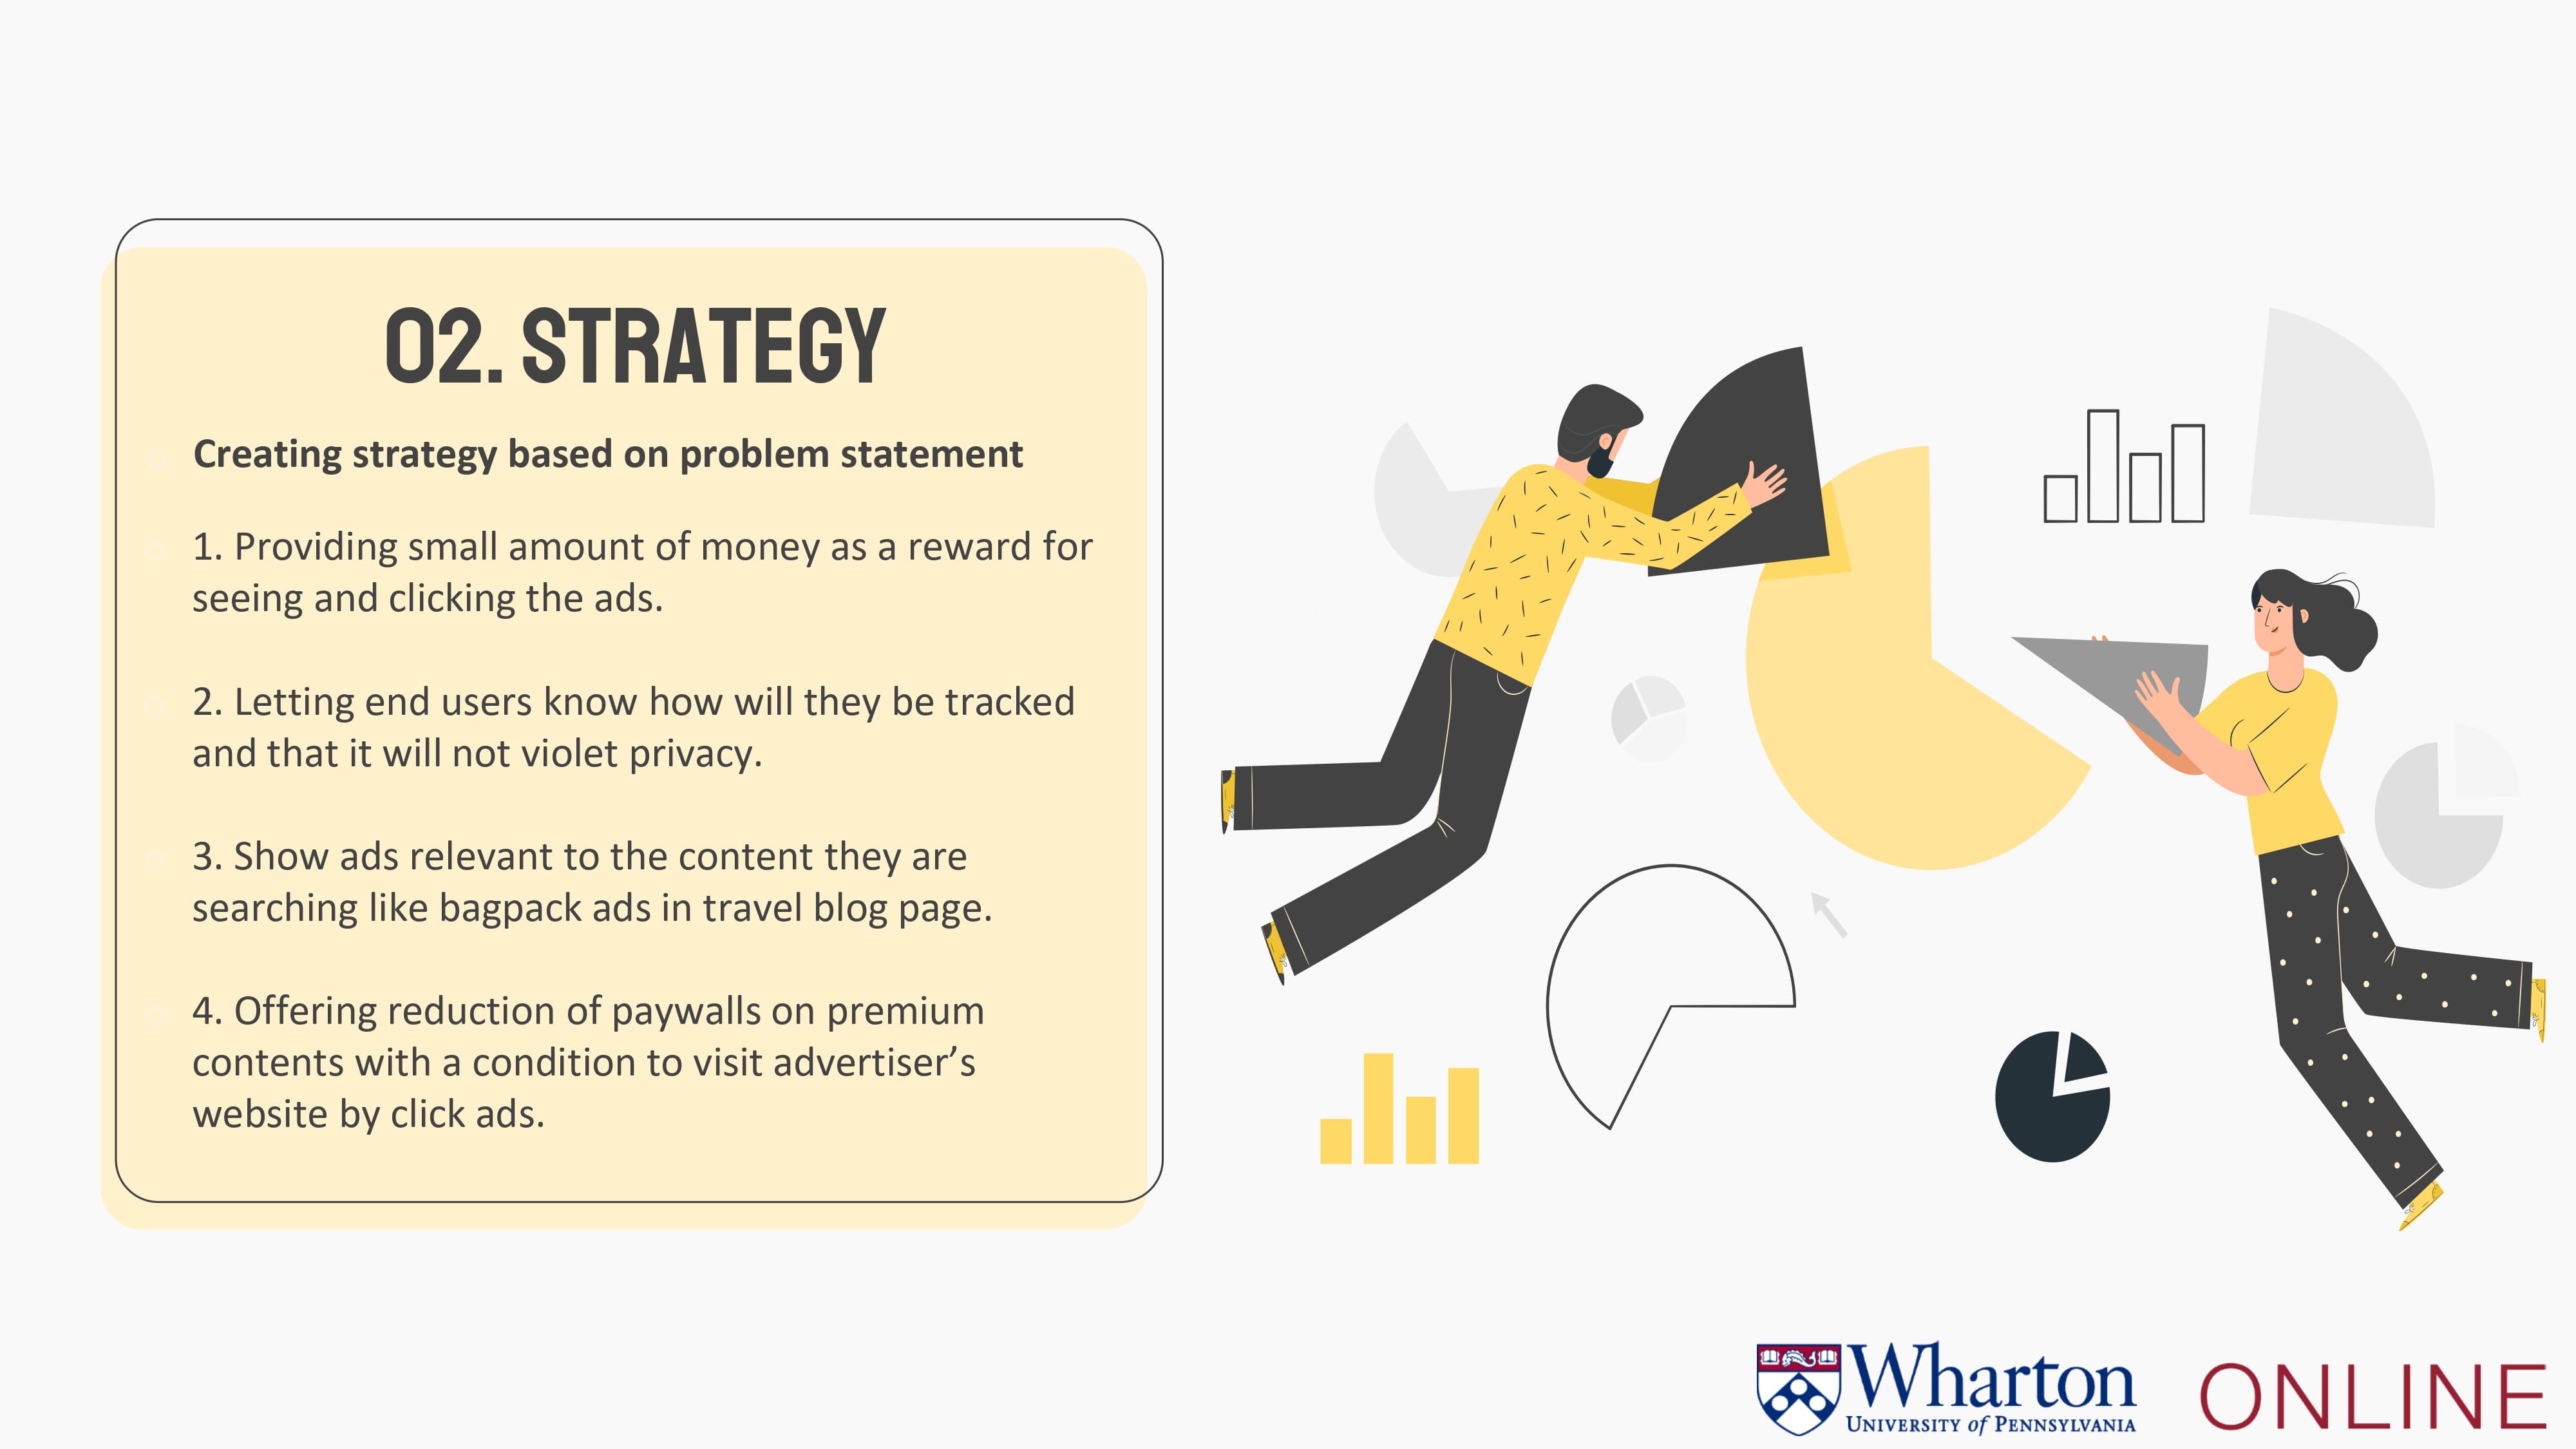 02. STRATEGY
Creating strategy based on problem statement
1. Providing small amount of money as a reward for
seeing and clicking the ads.
2. Letting end users know how will they be tracked
and that it will not violet privacy.
3. Show ads relevant to the content they are
searching like bagpack ads in travel blog page.
4. Offering reduction of paywalls on premium
contents with a condition to visit advertiser’s
website by click ads.
Wharton
UNIVERSITY of PENNSYLVANIA
ONLINE